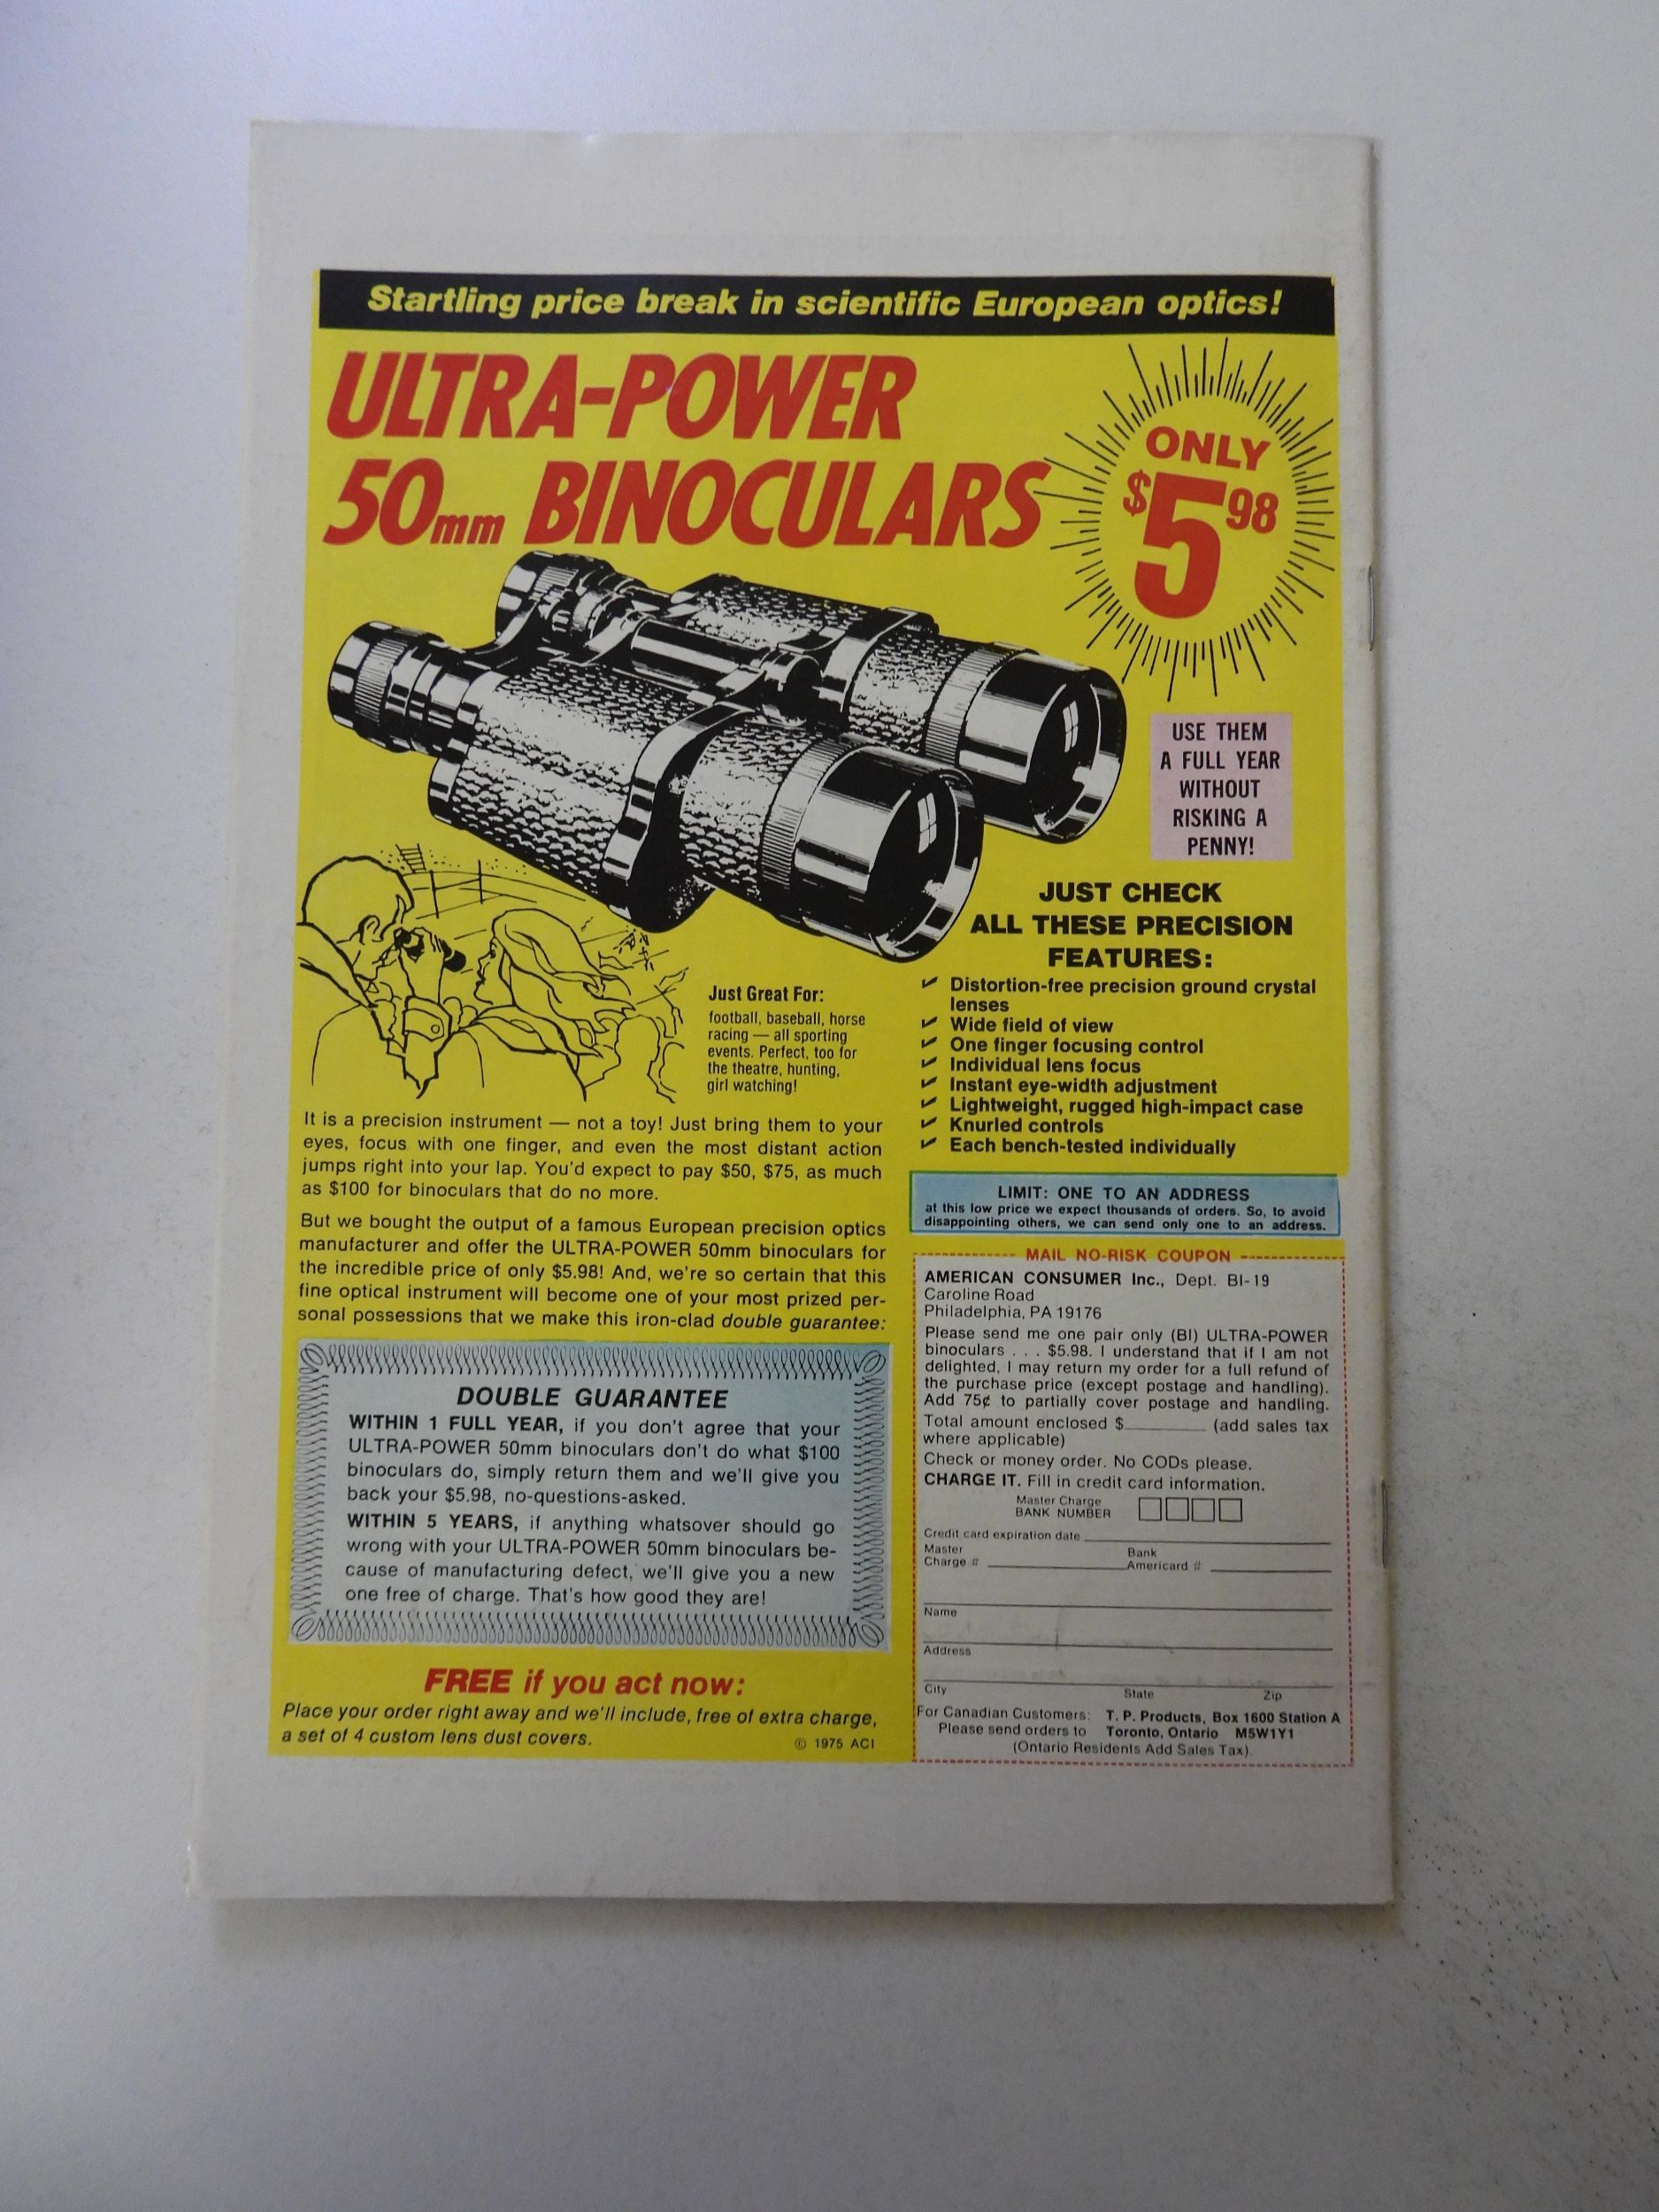 Startling price break in scientific European optics!
ULTRA-POWER
50mm BINOCULARS
ONLY
$5 98
USE THEM
A FULL YEAR
WITHOUT
RISKING A
PENNY!
JUST CHECK
ALL THESE PRECISION
FEATURES:
✔ Distortion-free precision ground crystal
lenses
✔ Wide field of view
✔ One finger focusing control
✔ Individual lens focus
✔ Instant eye-width adjustment
✔ Lightweight, rugged high-impact case
✔ Knurled controls
✔ Each bench-tested individually
Just Great For:
football, baseball, horse
racing — all sporting
events. Perfect, too for
the theatre, hunting,
girl watching!
It is a precision instrument — not a toy! Just bring them to your
eyes, focus with one finger, and even the most distant action
jumps right into your lap. You'd expect to pay $50, $75, as much
as $100 for binoculars that do no more.
But we bought the output of a famous European precision optics
manufacturer and offer the ULTRA-POWER 50mm binoculars for
the incredible price of only $5.98! And, we're so certain that this
fine optical instrument will become one of your most prized per-
sonal possessions that we make this iron-clad double guarantee:
DOUBLE GUARANTEE
WITHIN 1 FULL YEAR, if you don't agree that your
ULTRA-POWER 50mm binoculars don't do what $100
binoculars do, simply return them and we'll give you
back your $5.98, no-questions-asked.
WITHIN 5 YEARS, if anything whatsover should go
wrong with your ULTRA-POWER 50mm binoculars be-
cause of manufacturing defect, we'll give you a new
one free of charge. That's how good they are!
FREE if you act now:
Place your order right away and we'll include, free of extra charge,
a set of 4 custom lens dust covers.
© 1975 ACI
LIMIT: ONE TO AN ADDRESS
at this low price we expect thousands of orders. So, to avoid
disappointing others, we can send only one to an address.
MAIL NO-RISK COUPON
AMERICAN CONSUMER Inc., Dept. BI-19
Caroline Road
Philadelphia, PA 19176
Please send me one pair only (BI) ULTRA-POWER
binoculars . . . $5.98. I understand that if I am not
delighted, I may return my order for a full refund of
the purchase price (except postage and handling).
Add 75¢ to partially cover postage and handling.
Total amount enclosed $________ (add sales tax
where applicable)
Check or money order. No CODs please.
CHARGE IT. Fill in credit card information.
Master Charge
BANK NUMBER
Credit card expiration date
Master Bank
Charge # Americard #
Name
Address
City State Zip
For Canadian Customers: T. P. Products, Box 1600 Station A
Please send orders to Toronto, Ontario M5W1Y1
(Ontario Residents Add Sales Tax)